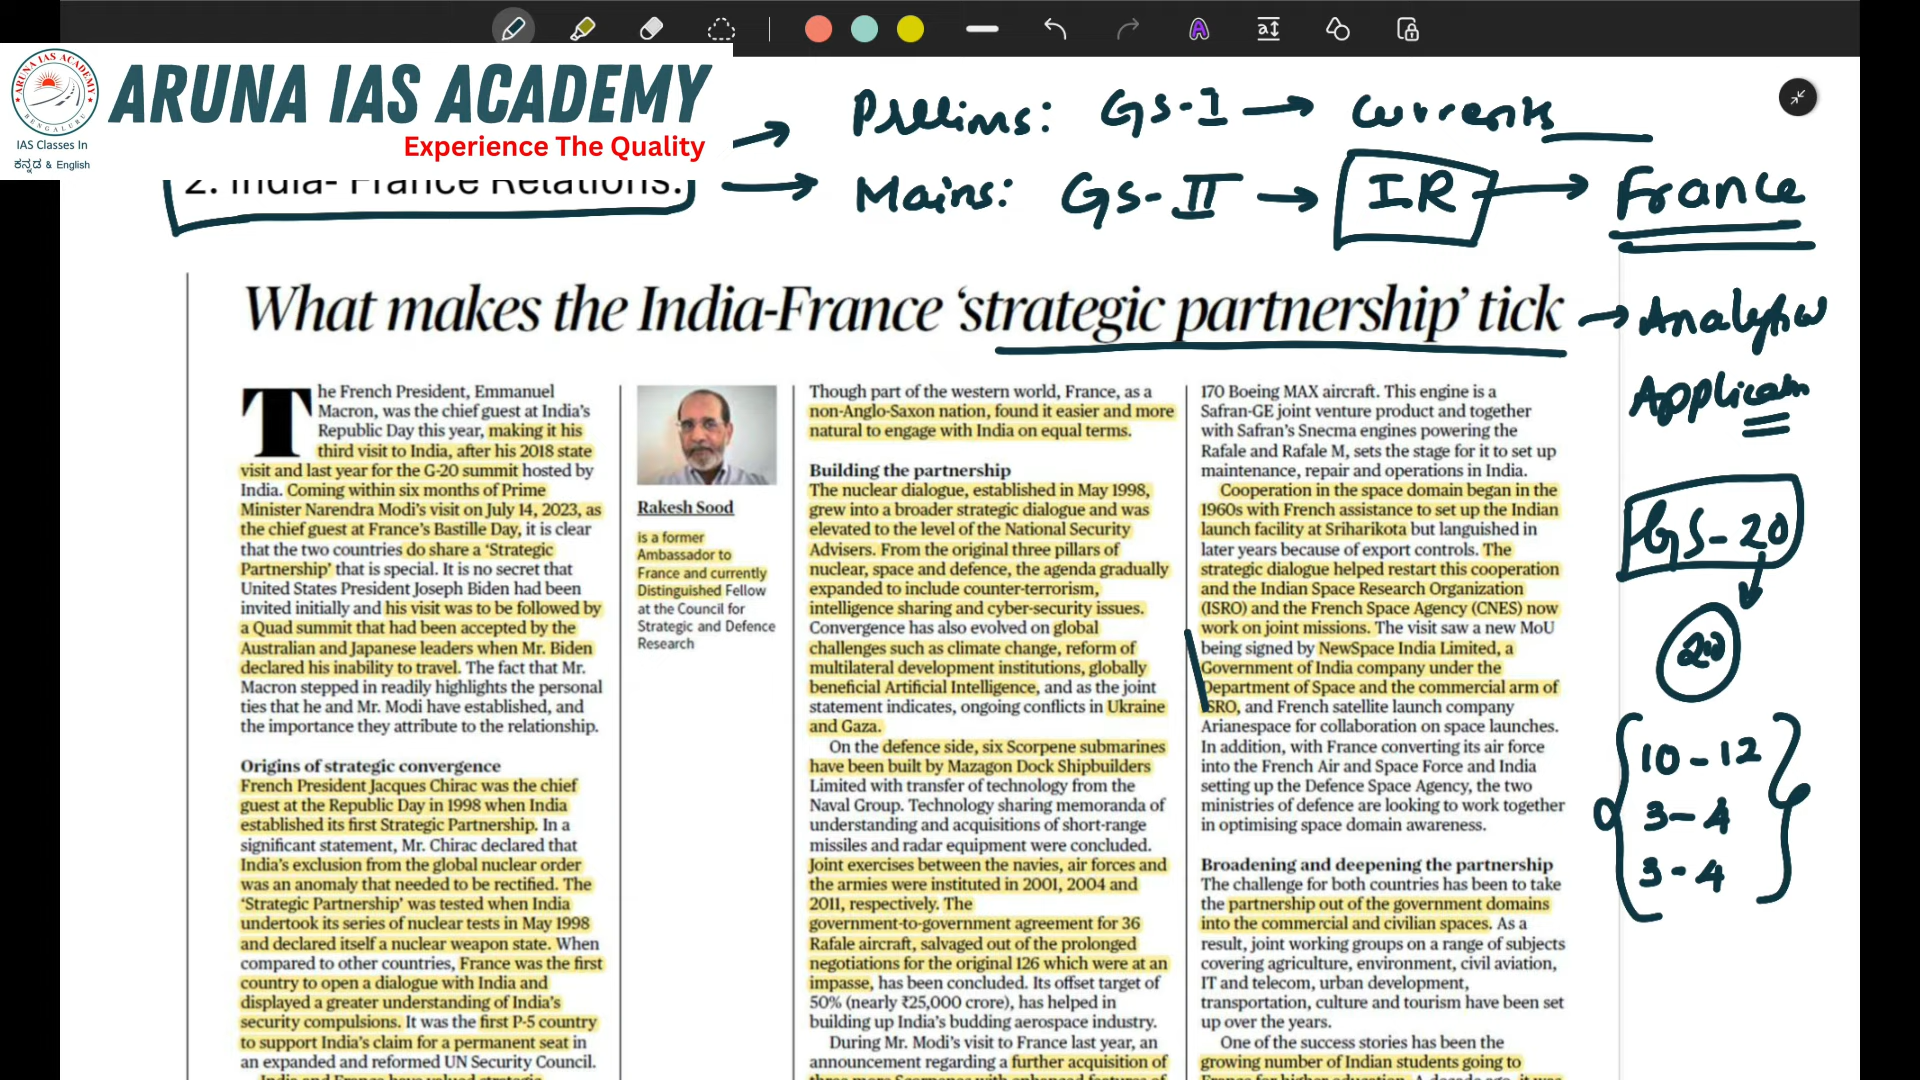 ARUNA IAS ACADEMY
BENGALURU
ARUNA IAS ACADEMY
Experience The Quality
IAS Classes In
ಕನ್ನಡ & English
Prelims: GS-I → Currents
2. India- France Relations:
Mains: GS-II → IR → France
What makes the India-France ‘strategic partnership’ tick
The French President, Emmanuel
Macron, was the chief guest at India’s
Republic Day this year, making it his
third visit to India, after his 2018 state
visit and last year for the G-20 summit hosted by
India. Coming within six months of Prime
Minister Narendra Modi’s visit on July 14, 2023, as
the chief guest at France’s Bastille Day, it is clear
that the two countries do share a ‘Strategic
Partnership’ that is special. It is no secret that
United States President Joseph Biden had been
invited initially and his visit was to be followed by
a Quad summit that had been accepted by the
Australian and Japanese leaders when Mr. Biden
declared his inability to travel. The fact that Mr.
Macron stepped in readily highlights the personal
ties that he and Mr. Modi have established, and
the importance they attribute to the relationship.
Origins of strategic convergence
French President Jacques Chirac was the chief
guest at the Republic Day in 1998 when India
established its first Strategic Partnership. In a
significant statement, Mr. Chirac declared that
India’s exclusion from the global nuclear order
was an anomaly that needed to be rectified. The
‘Strategic Partnership’ was tested when India
undertook its series of nuclear tests in May 1998
and declared itself a nuclear weapon state. When
compared to other countries, France was the first
country to open a dialogue with India and
displayed a greater understanding of India’s
security compulsions. It was the first P-5 country
to support India’s claim for a permanent seat in
an expanded and reformed UN Security Council.
India and France have valued strategic
Rakesh Sood
is a former
Ambassador to
France and currently
Distinguished Fellow
at the Council for
Strategic and Defence
Research
Though part of the western world, France, as a
non-Anglo-Saxon nation, found it easier and more
natural to engage with India on equal terms.
Building the partnership
The nuclear dialogue, established in May 1998,
grew into a broader strategic dialogue and was
elevated to the level of the National Security
Advisers. From the original three pillars of
nuclear, space and defence, the agenda gradually
expanded to include counter-terrorism,
intelligence sharing and cyber-security issues.
Convergence has also evolved on global
challenges such as climate change, reform of
multilateral development institutions, globally
beneficial Artificial Intelligence, and as the joint
statement indicates, ongoing conflicts in Ukraine
and Gaza.
On the defence side, six Scorpene submarines
have been built by Mazagon Dock Shipbuilders
Limited with transfer of technology from the
Naval Group. Technology sharing memoranda of
understanding and acquisitions of short-range
missiles and radar equipment were concluded.
Joint exercises between the navies, air forces and
the armies were instituted in 2001, 2004 and
2011, respectively. The
government-to-government agreement for 36
Rafale aircraft, salvaged out of the prolonged
negotiations for the original 126 which were at an
impasse, has been concluded. Its offset target of
50% (nearly ₹25,000 crore), has helped in
building up India’s budding aerospace industry.
During Mr. Modi’s visit to France last year, an
announcement regarding a further acquisition of
three more Scorpenes with enhanced features of
170 Boeing MAX aircraft. This engine is a
Safran-GE joint venture product and together
with Safran’s Snecma engines powering the
Rafale and Rafale M, sets the stage for it to set up
maintenance, repair and operations in India.
Cooperation in the space domain began in the
1960s with French assistance to set up the Indian
launch facility at Sriharikota but languished in
later years because of export controls. The
strategic dialogue helped restart this cooperation
and the Indian Space Research Organization
(ISRO) and the French Space Agency (CNES) now
work on joint missions. The visit saw a new MoU
being signed by NewSpace India Limited, a
Government of India company under the
Department of Space and the commercial arm of
ISRO, and French satellite launch company
Arianespace for collaboration on space launches.
In addition, with France converting its air force
into the French Air and Space Force and India
setting up the Defence Space Agency, the two
ministries of defence are looking to work together
in optimising space domain awareness.
Broadening and deepening the partnership
The challenge for both countries has been to take
the partnership out of the government domains
into the commercial and civilian spaces. As a
result, joint working groups on a range of subjects
covering agriculture, environment, civil aviation,
IT and telecom, urban development,
transportation, culture and tourism have been set
up over the years.
One of the success stories has been the
growing number of Indian students going to
France for higher education. A decade ago, it was
→ Analytical
Application
GS-20
200
10-12
3-4
3-4